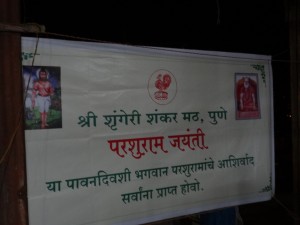 श्री शृंगेरी शंकर मठ, पुणे
परशुराम जयंती
या पावनदिवशी भगवान परशुरामांचे आशिर्वाद
सर्वांना प्राप्त होवो.